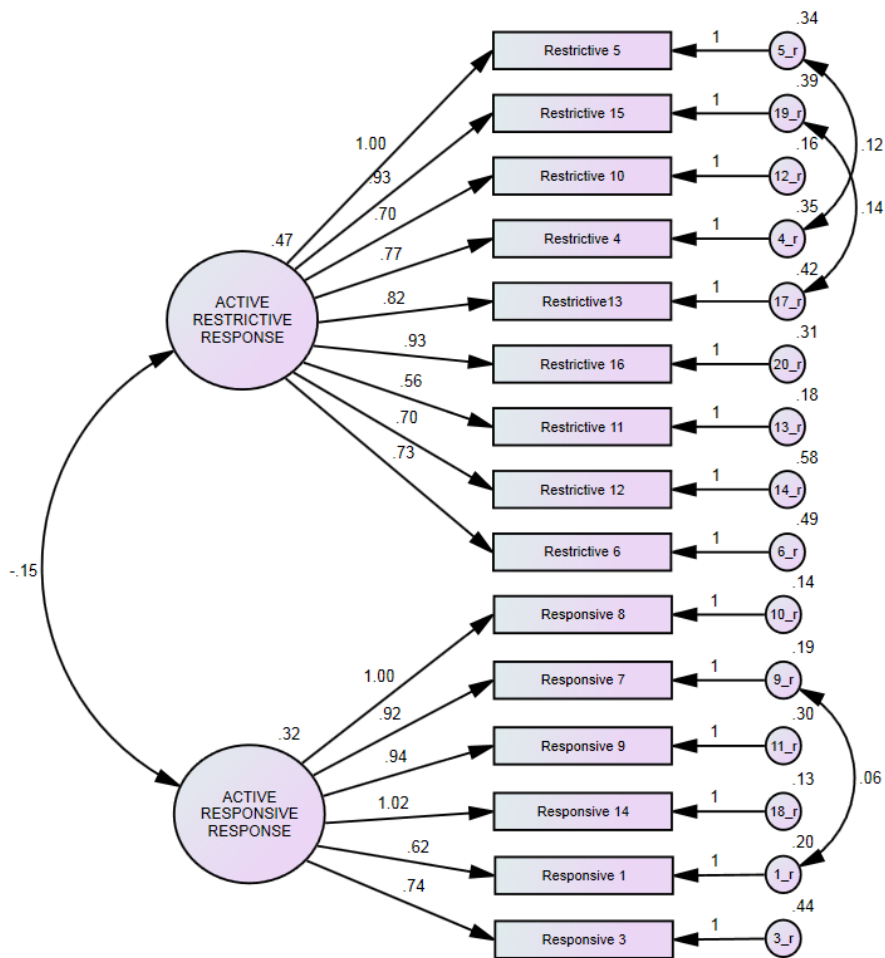 .34
Restrictive 5
1
5_r
.39
Restrictive 15
1
19_r
1.00
.12
.93
.16
Restrictive 10
1
12_r
.70
.14
.35
Restrictive 4
1
4_r
.47
.77
.42
ACTIVE
RESTRICTIVE
RESPONSE
.82
Restrictive13
1
17_r
.31
.93
Restrictive 16
1
20_r
.56
.18
Restrictive 11
1
13_r
.70
.58
.73
Restrictive 12
1
14_r
.49
Restrictive 6
1
6_r
-.15
.14
Responsive 8
1
10_r
.19
1.00
Responsive 7
1
9_r
.92
.30
.32
.94
Responsive 9
1
11_r
.06
.13
ACTIVE
RESPONSIVE
RESPONSE
1.02
Responsive 14
1
18_r
.20
.62
Responsive 1
1
1_r
.74
.44
Responsive 3
1
3_r